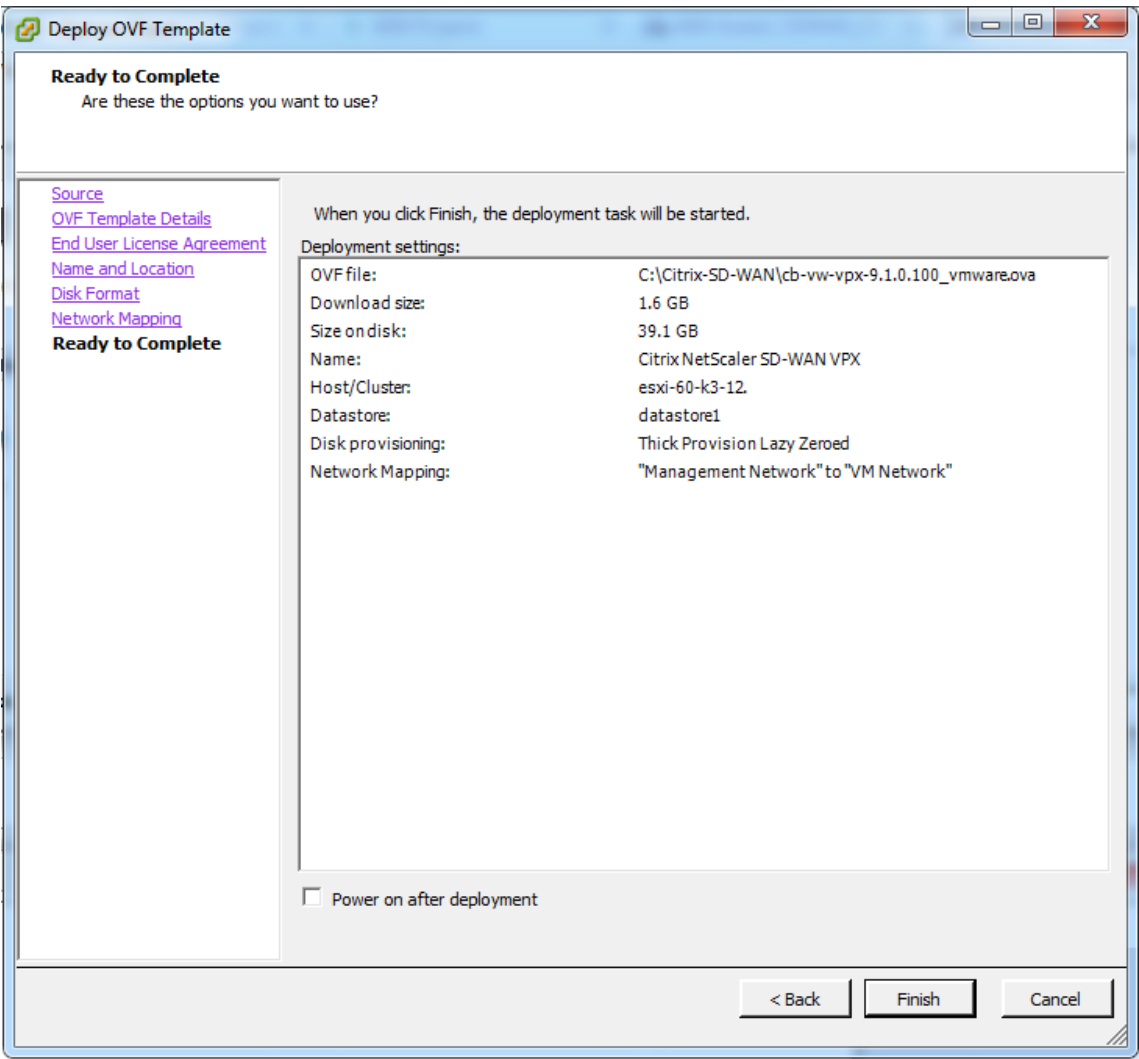 Deploy OVF Template
Ready to Complete
Are these the options you want to use?
Source
OVF Template Details
End User License Agreement
Name and Location
Disk Format
Network Mapping
Ready to Complete
When you click Finish, the deployment task will be started.
Deployment settings:
OVF file: C:\Citrix-SD-WAN\cb-vw-vpx-9.1.0.100_vmware.ova
Download size: 1.6 GB
Size on disk: 39.1 GB
Name: Citrix NetScaler SD-WAN VPX
Host/Cluster: esxi-60-k3-12.
Datastore: datastore1
Disk provisioning: Thick Provision Lazy Zeroed
Network Mapping: "Management Network" to "VM Network"
Power on after deployment
< Back Finish Cancel